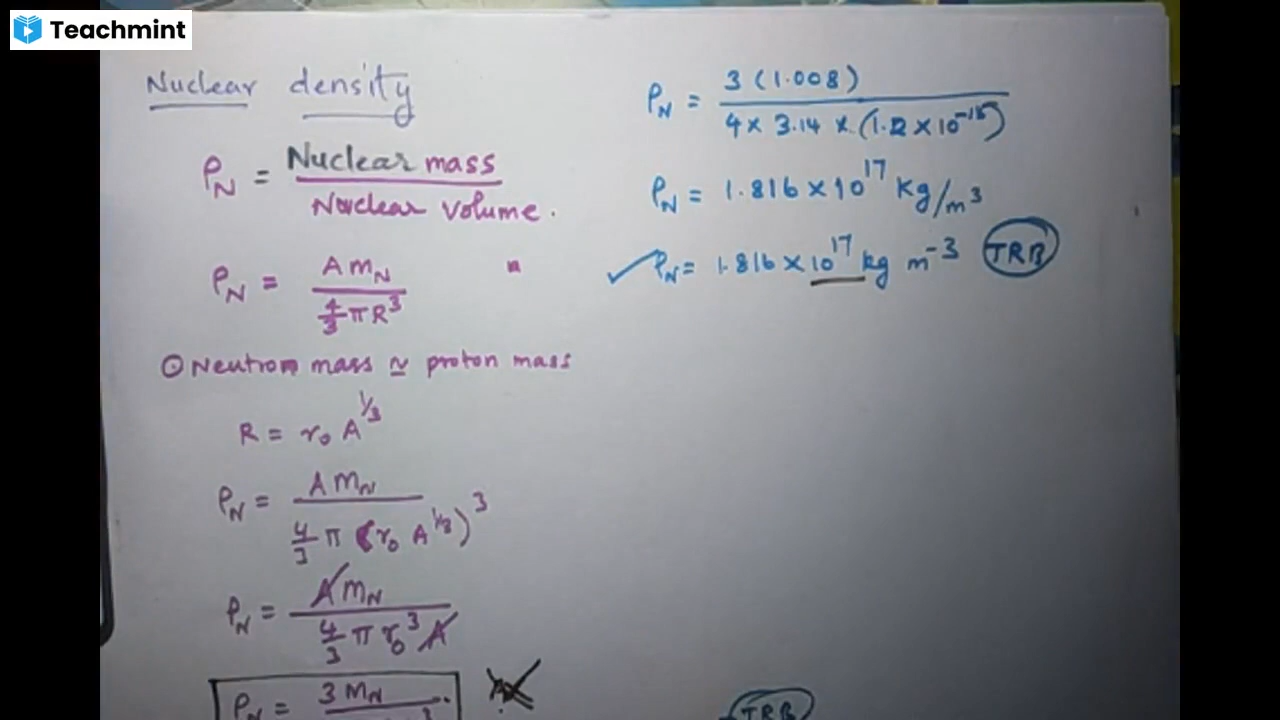 Teachmint
Nuclear density
ρN = Nuclear mass / Nuclear volume.
ρN = A mN / 4/3 π R³
⊙ Neutron mass ≃ proton mass
R = r₀ A^1/3
ρN = A mN / 4/3 π (r₀ A^1/3)³
ρN = A mN / 4/3 π r₀³ A
ρN = 3 mN
ρN = 3 (1.008) / 4 × 3.14 × (1.2 × 10⁻¹⁵)
ρN = 1.816 × 10¹⁷ Kg/m³
ρN = 1.816 × 10¹⁷ kg m⁻³ TRB
TRB